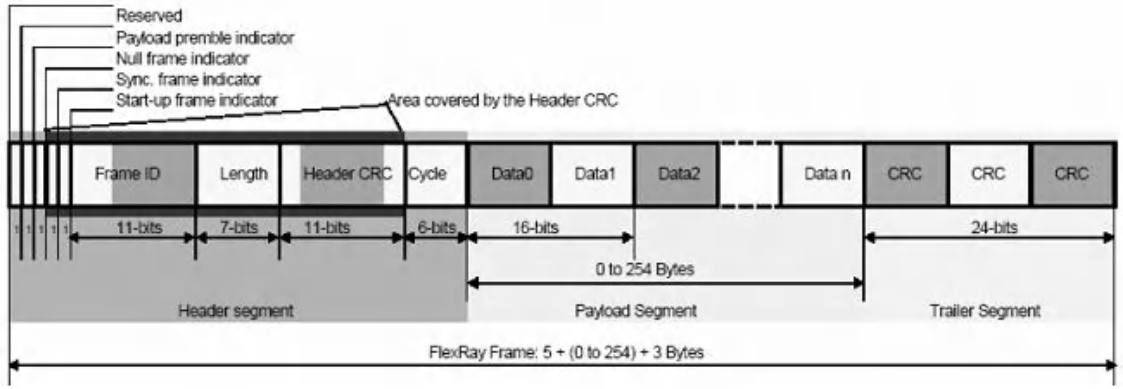 Reserved
Payload premble indicator
Null frame indicator
Sync. frame indicator
Start-up frame indicator
Area covered by the Header CRC
Frame ID Length Header CRC Cycle Data0 Data1 Data2 Data n CRC CRC CRC
1 1 1 1 1 11-bits 7-bits 11-bits 6-bits 16-bits 24-bits
0 to 254 Bytes
Header segment Payload Segment Trailer Segment
FlexRay Frame: 5 + (0 to 254) + 3 Bytes